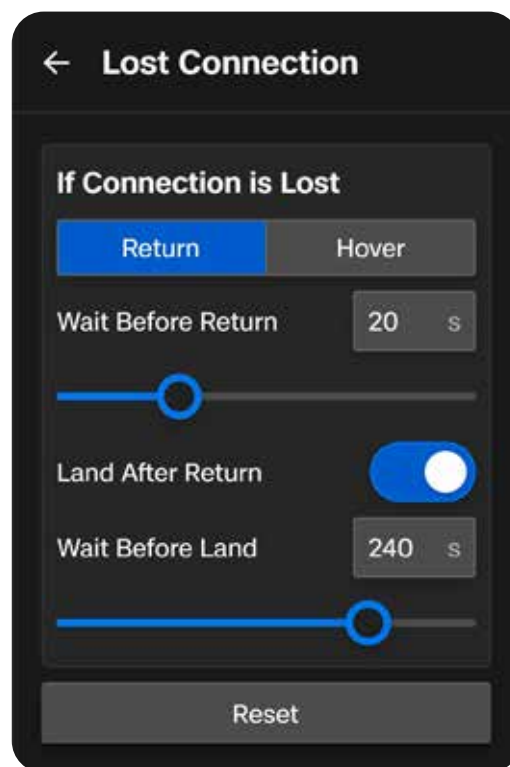 Lost Connection
If Connection is Lost
Return Hover
Wait Before Return 20 s
Land After Return
Wait Before Land 240 s
Reset